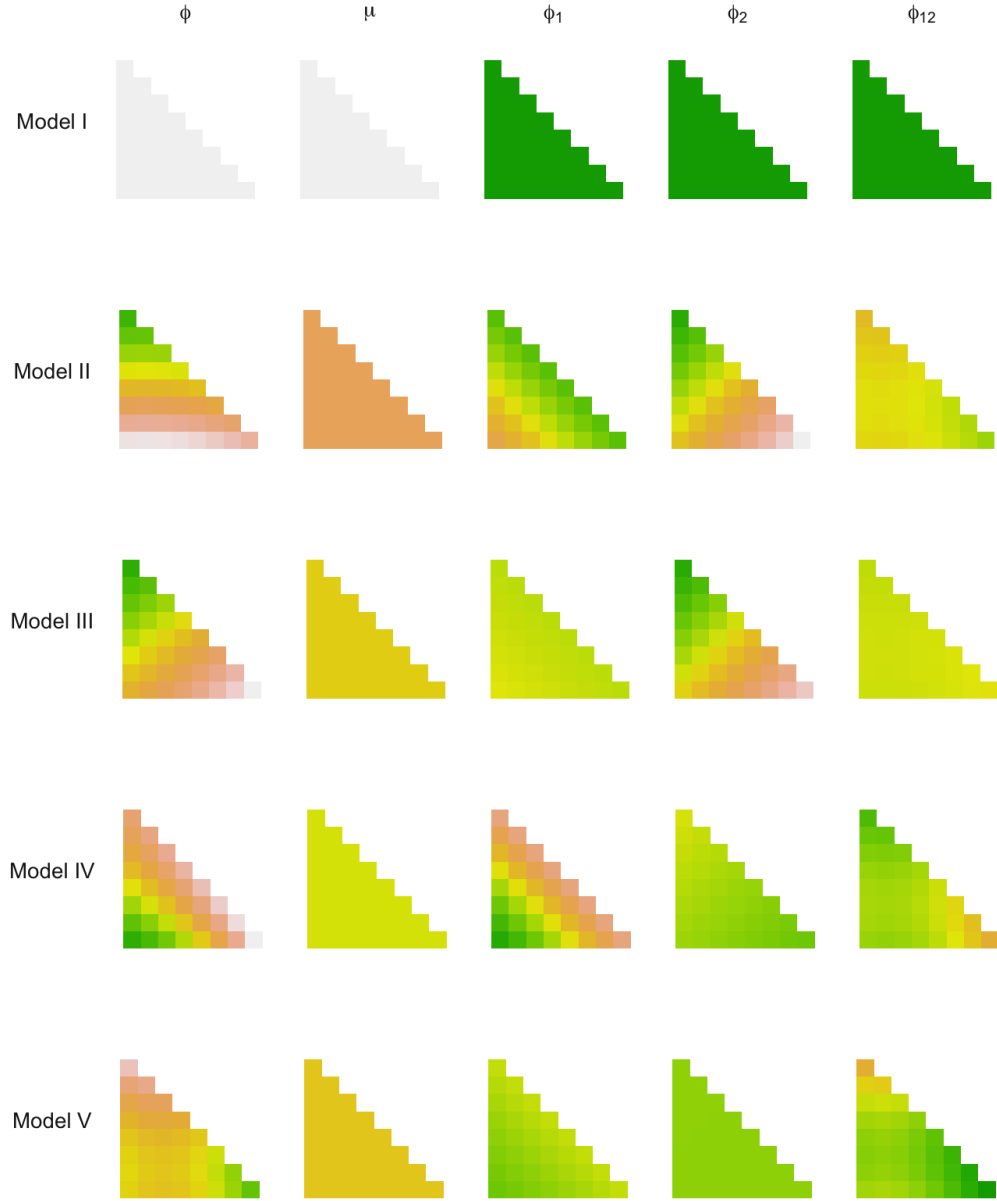 ϕ μ ϕ₁ ϕ₂ ϕ₁₂
Model I
Model II
Model III
Model IV
Model V